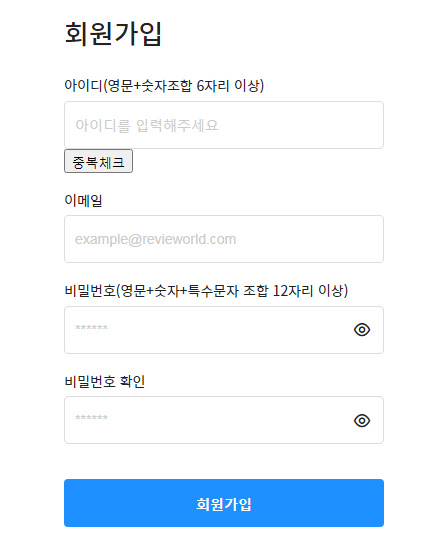 회원가입
아이디(영문+숫자조합 6자리 이상)
아이디를 입력해주세요
중복체크
이메일
example@revieworld.com
비밀번호(영문+숫자+특수문자 조합 12자리 이상)
******
비밀번호 확인
******
회원가입